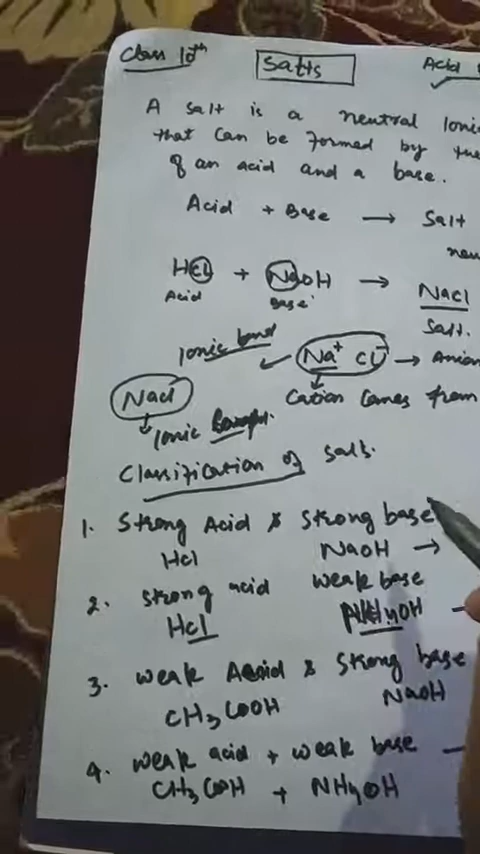 Class 10th Salts Acid
A salt is a neutral Ionic
that can be formed by the
of an acid and a base.
Acid + Base → Salt
neu
HCl + NaOH → NaCl
Acid Base Salt.
Ionic bond Na+ Cl- → Anion
NaCl Cation Comes from
Ionic
Classification of Salts.
1. Strong Acid & Strong base
HCl NaOH →
2. Strong acid weak base
HCl NH4OH
3. weak Acid & Strong base
CH3COOH NaOH
4. weak acid + weak base
CH3COOH + NH4OH